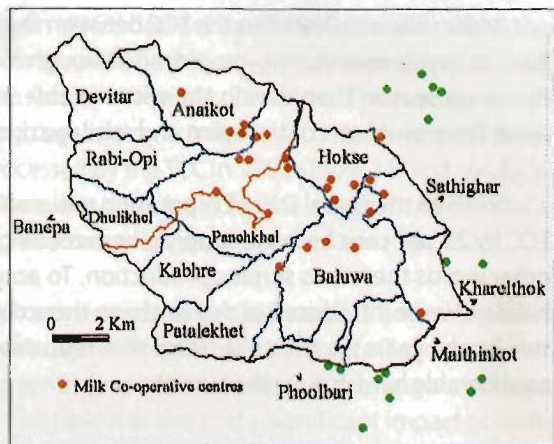 Devitar
Anaikot
Rabi-Opi
Hokse
Sathighar
Banepa
Dhulikhel
Panchkhal
Kabhre
Baluwa
Kharelthok
0 2 Km
Patalekhet
Maithinkot
Milk Co-operative centres
Phoolbari